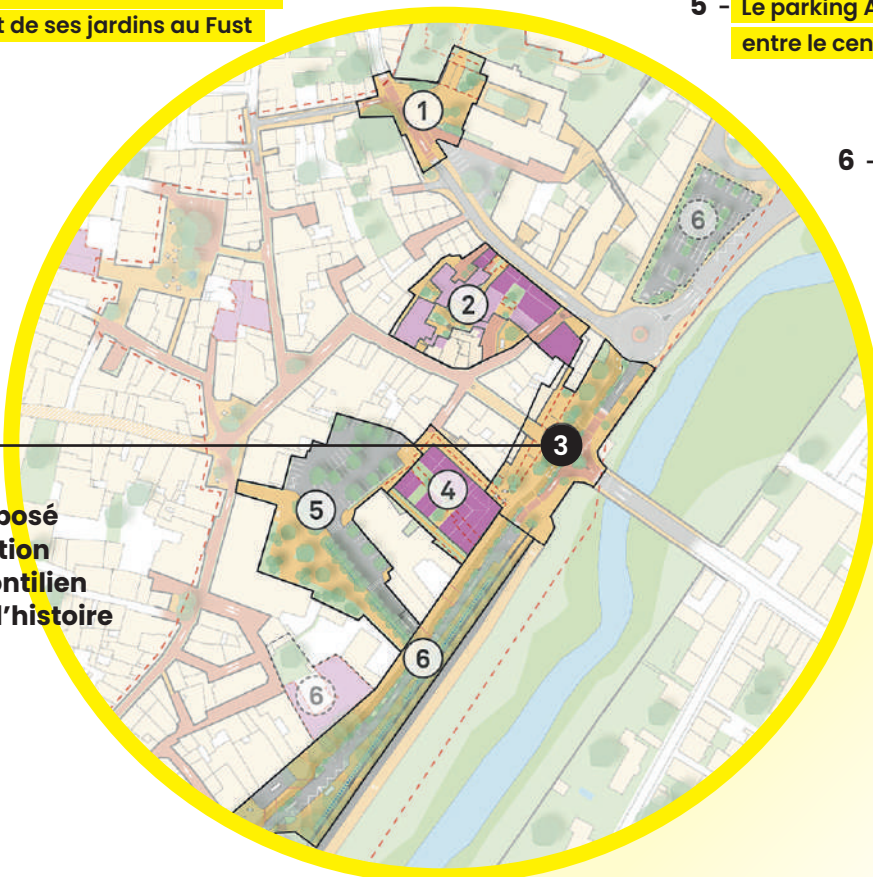 t de ses jardins au Fust
5 - Le parking A
entre le cen
6 -
1
6
2
3
4
5
posé
tion
ontilien
l'histoire
6
6